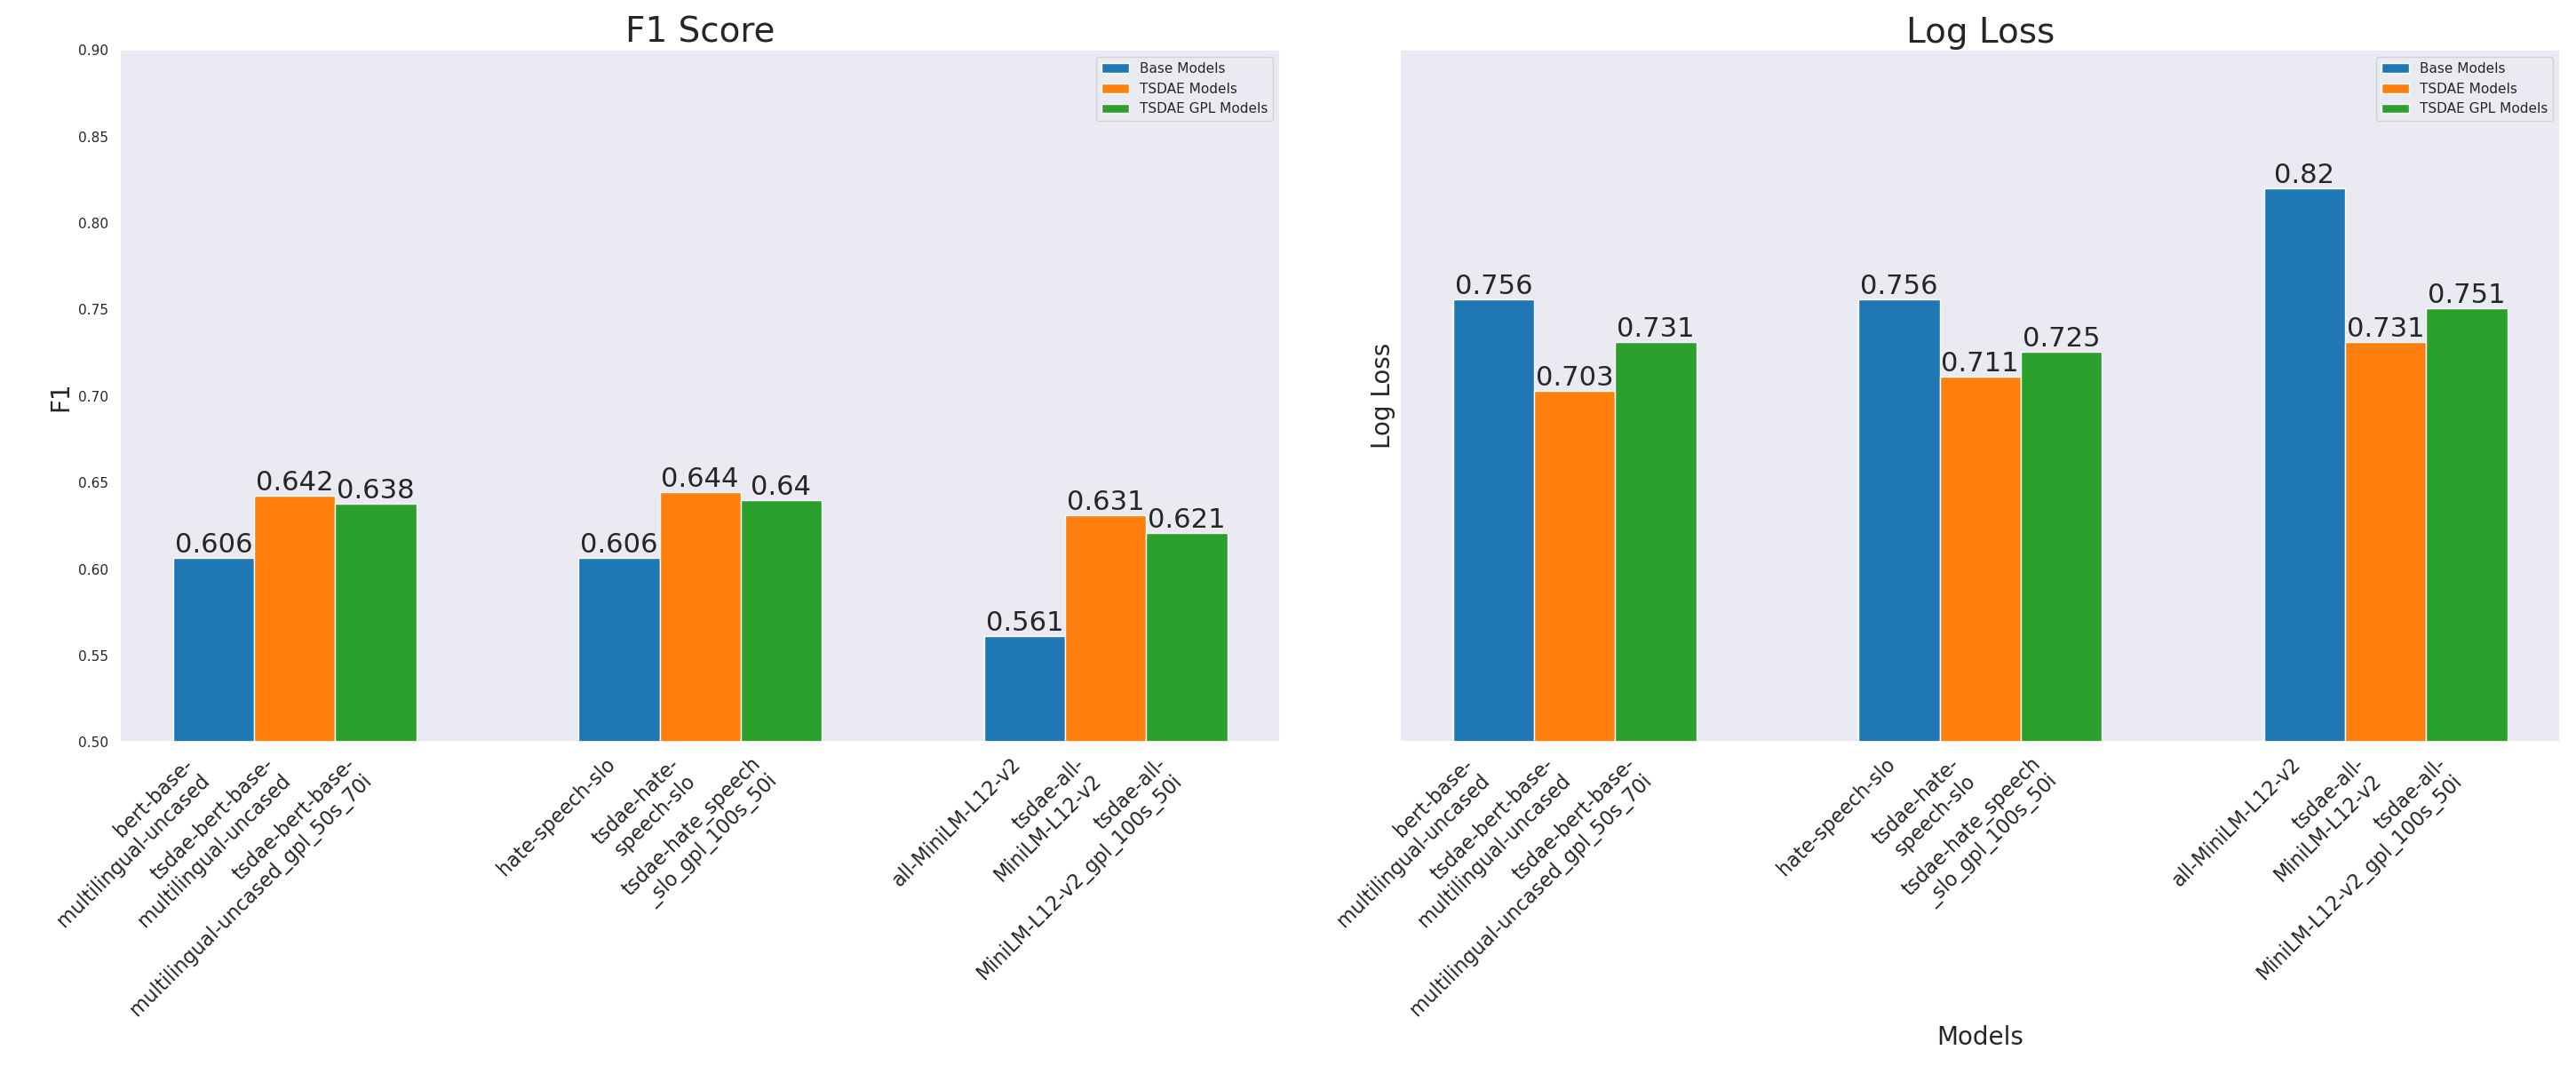 F1 Score
0.90
0.85
0.80
0.75
0.70
0.65
0.60
0.55
0.50
F1
Base Models
TSDAE Models
TSDAE GPL Models
0.606
0.642
0.638
0.606
0.644
0.64
0.561
0.631
0.621
bert-base-
multilingual-uncased
tsdae-bert-base-
multilingual-uncased
tsdae-bert-base-
multilingual-uncased_gpl_50s_70i
hate-speech-slo
tsdae-hate-
speech-slo
tsdae-hate_speech
_slo_gpl_100s_50i
all-MiniLM-L12-v2
tsdae-all-
MiniLM-L12-v2
tsdae-all-
MiniLM-L12-v2_gpl_100s_50i
Log Loss
Log Loss
Base Models
TSDAE Models
TSDAE GPL Models
0.756
0.703
0.731
0.756
0.711
0.725
0.82
0.731
0.751
bert-base-
multilingual-uncased
tsdae-bert-base-
multilingual-uncased
tsdae-bert-base-
multilingual-uncased_gpl_50s_70i
hate-speech-slo
tsdae-hate-
speech-slo
tsdae-hate_speech
_slo_gpl_100s_50i
all-MiniLM-L12-v2
tsdae-all-
MiniLM-L12-v2
tsdae-all-
MiniLM-L12-v2_gpl_100s_50i
Models